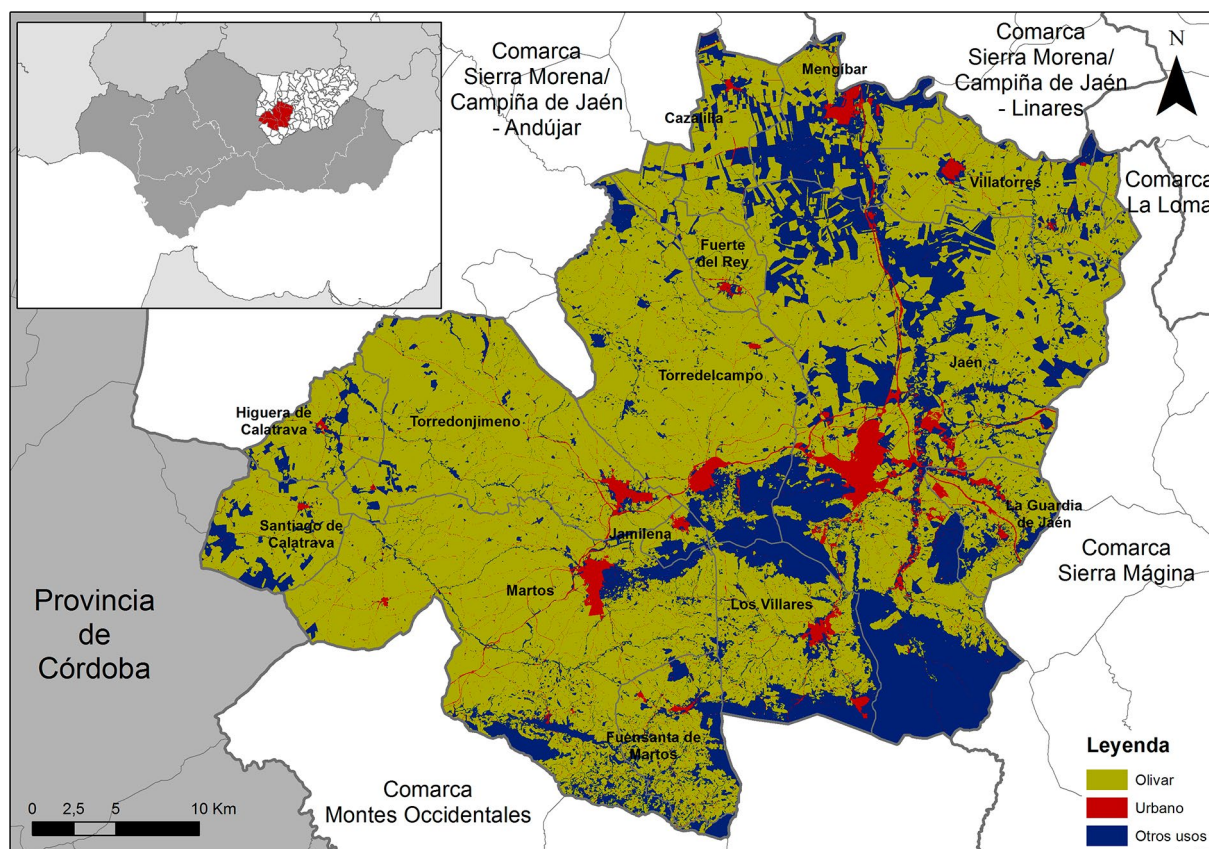 Comarca
Sierra Morena/
Campiña de Jaén
- Andújar
Comarca
Sierra Morena/
Campiña de Jaén
- Linares
N
Comarca
La Loma
Mengíbar
Cazalilla
Villatorres
Fuerte
del Rey
Jaén
Torredelcampo
Higuera de
Calatrava
Torredonjimeno
Santiago de
Calatrava
Jamilena
La Guardia
de Jaén
Martos
Los Villares
Comarca
Sierra Mágina
Provincia
de
Córdoba
Fuensanta de
Martos
Comarca
Montes Occidentales
0 2,5 5 10 Km
Leyenda
Olivar
Urbano
Otros usos